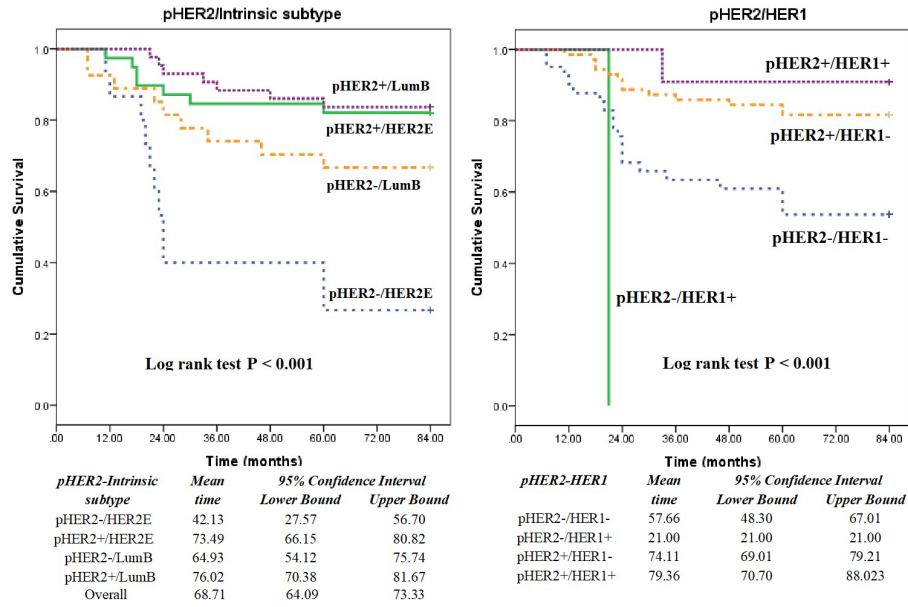 pHER2/Intrinsic subtype
1.0
0.8
0.6
0.4
0.2
0.0
Cumulative Survival
pHER2+/LumB
pHER2+/HER2E
pHER2-/LumB
pHER2-/HER2E
Log rank test P < 0.001
.00 12.00 24.00 36.00 48.00 60.00 72.00 84.00
Time (months)
pHER2-Intrinsic subtype Mean time 95% Confidence Interval
Lower Bound Upper Bound
pHER2-/HER2E 42.13 27.57 56.70
pHER2+/HER2E 73.49 66.15 80.82
pHER2-/LumB 64.93 54.12 75.74
pHER2+/LumB 76.02 70.38 81.67
Overall 68.71 64.09 73.33
pHER2/HER1
1.0
0.8
0.6
0.4
0.2
0.0
Cumulative Survival
pHER2+/HER1+
pHER2+/HER1-
pHER2-/HER1-
pHER2-/HER1+
Log rank test P < 0.001
.00 12.00 24.00 36.00 48.00 60.00 72.00 84.00
Time (months)
pHER2-HER1 Mean time 95% Confidence Interval
Lower Bound Upper Bound
pHER2-/HER1- 57.66 48.30 67.01
pHER2-/HER1+ 21.00 21.00 21.00
pHER2+/HER1- 74.11 69.01 79.21
pHER2+/HER1+ 79.36 70.70 88.023